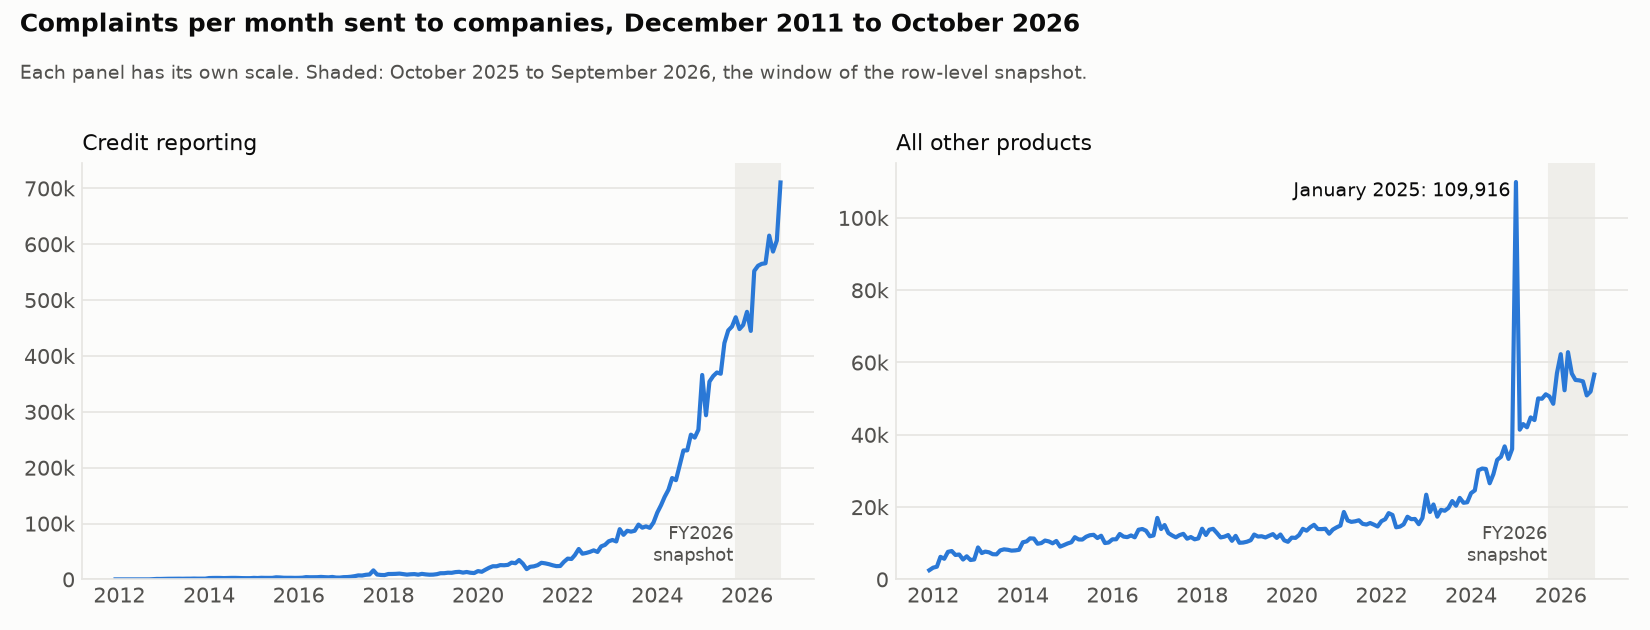 Complaints per month sent to companies, December 2011 to October 2026
Each panel has its own scale. Shaded: October 2025 to September 2026, the window of the row-level snapshot.
Credit reporting
700k
600k
500k
400k
300k
200k
100k
0
FY2026
snapshot
2012 2014 2016 2018 2020 2022 2024 2026
All other products
January 2025: 109,916
100k
80k
60k
40k
20k
0
FY2026
snapshot
2012 2014 2016 2018 2020 2022 2024 2026